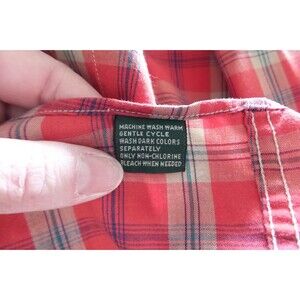 MACHINE WASH WARM
GENTLE CYCLE
WASH DARK COLORS
SEPARATELY
ONLY NON-CHLORINE
BLEACH WHEN NEEDED